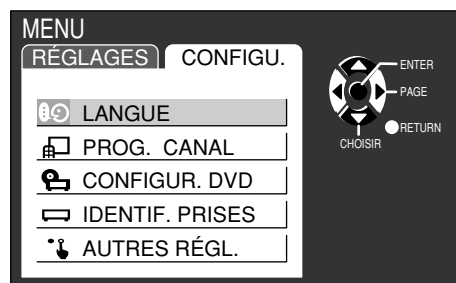 MENU
RÉGLAGES CONFIGU.
LANGUE
PROG. CANAL
CONFIGUR. DVD
IDENTIF. PRISES
AUTRES RÉGL.
ENTER
PAGE
RETURN
CHOISIR